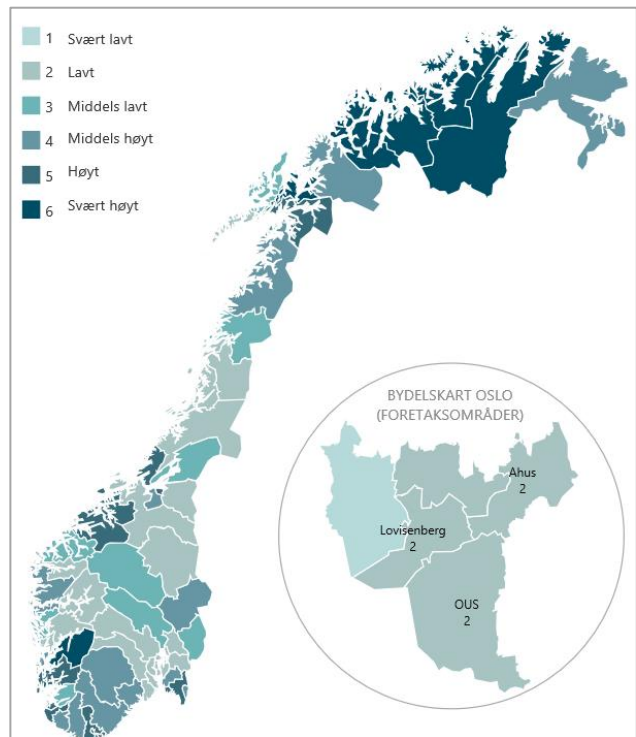 1 Svært lavt
2 Lavt
3 Middels lavt
4 Middels høyt
5 Høyt
6 Svært høyt
BYDELSKART OSLO
(FORETAKSOMRÅDER)
Ahus
2
Lovisenberg
2
OUS
2